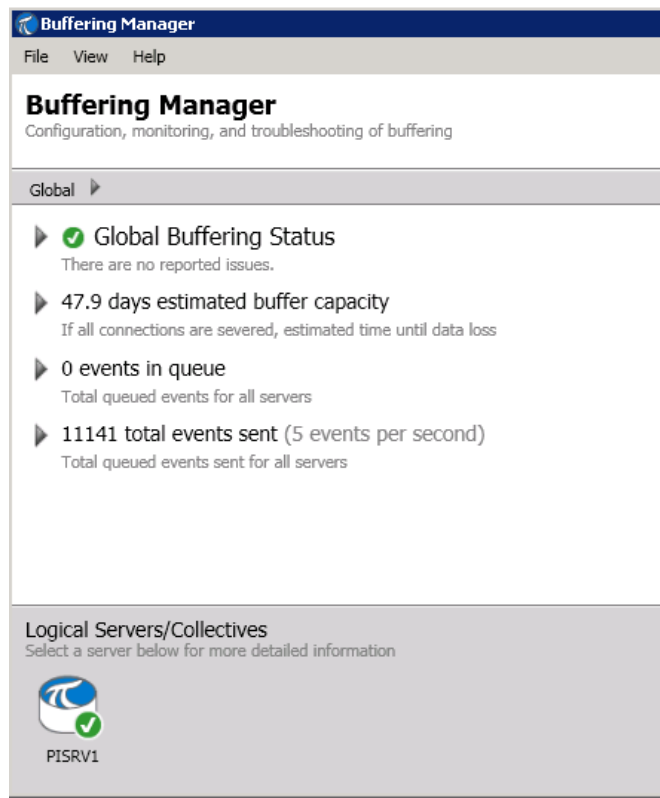 Buffering Manager
File View Help
Buffering Manager
Configuration, monitoring, and troubleshooting of buffering
Global
Global Buffering Status
There are no reported issues.
47.9 days estimated buffer capacity
If all connections are severed, estimated time until data loss
0 events in queue
Total queued events for all servers
11141 total events sent (5 events per second)
Total queued events sent for all servers
Logical Servers/Collectives
Select a server below for more detailed information
PISRV1